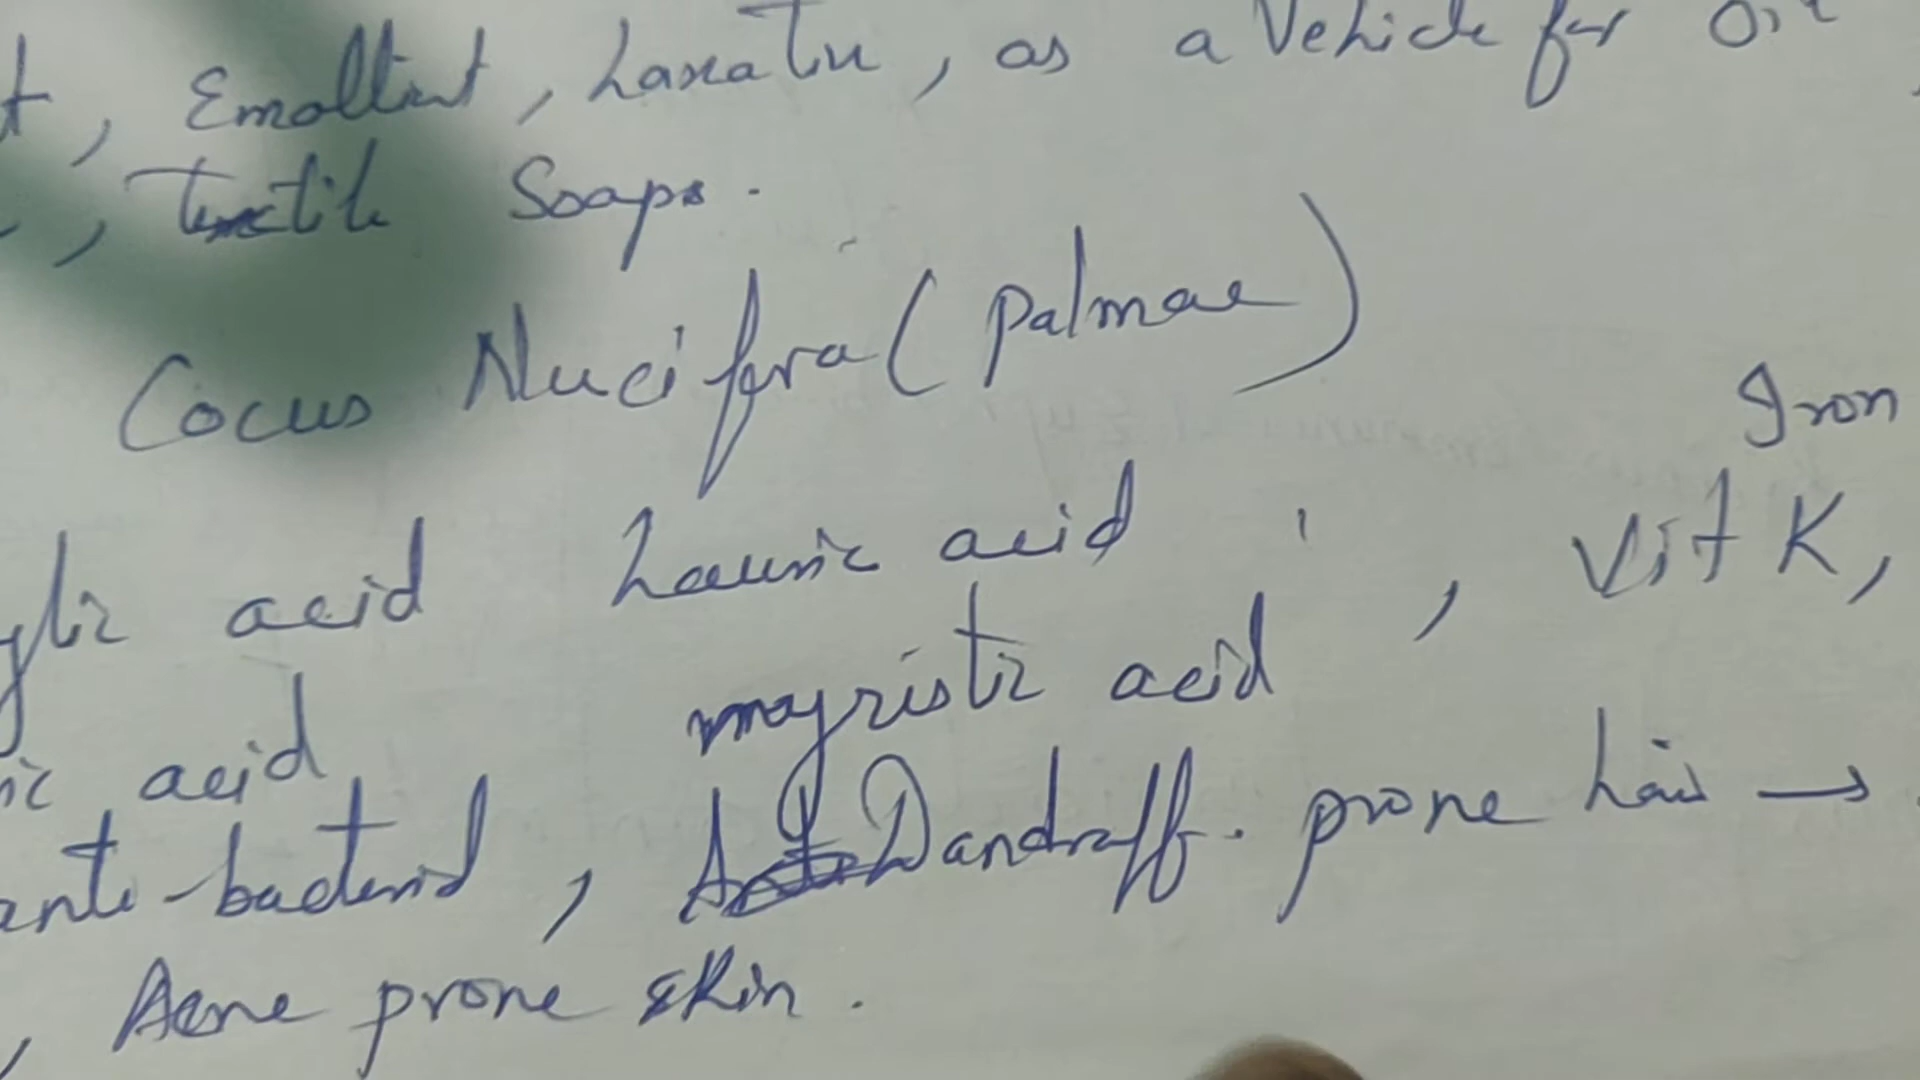 , Emollient, Laxative, as a Vehicle for Oil
, Textile Soaps.
Cocus Nucifera (Palmae)
Iron
acid Lauric acid , Vit K,
acid myristic acid
anti-bacterial, Dandruff. prone hair →
, Acne prone skin.